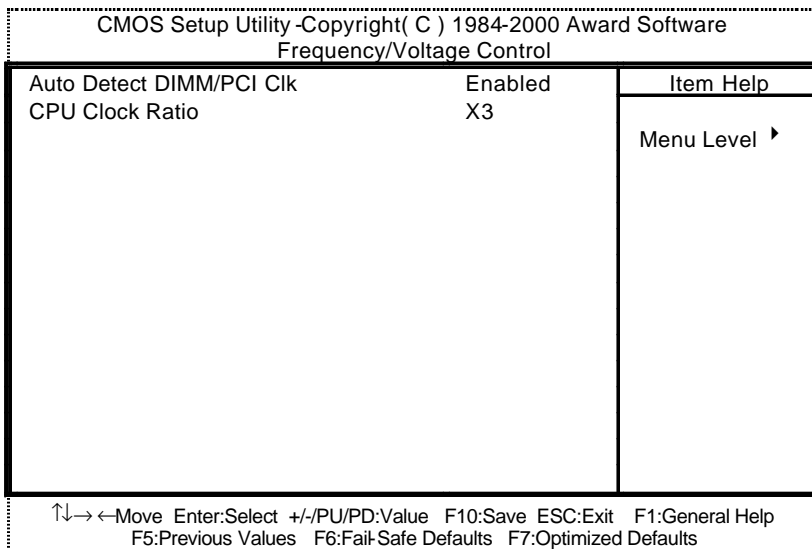 CMOS Setup Utility -Copyright( C ) 1984-2000 Award Software
Frequency/Voltage Control
Auto Detect DIMM/PCI Clk Enabled Item Help
CPU Clock Ratio X3
Menu Level ▶
↑↓→←Move Enter:Select +/-/PU/PD:Value F10:Save ESC:Exit F1:General Help
F5:Previous Values F6:Fail-Safe Defaults F7:Optimized Defaults